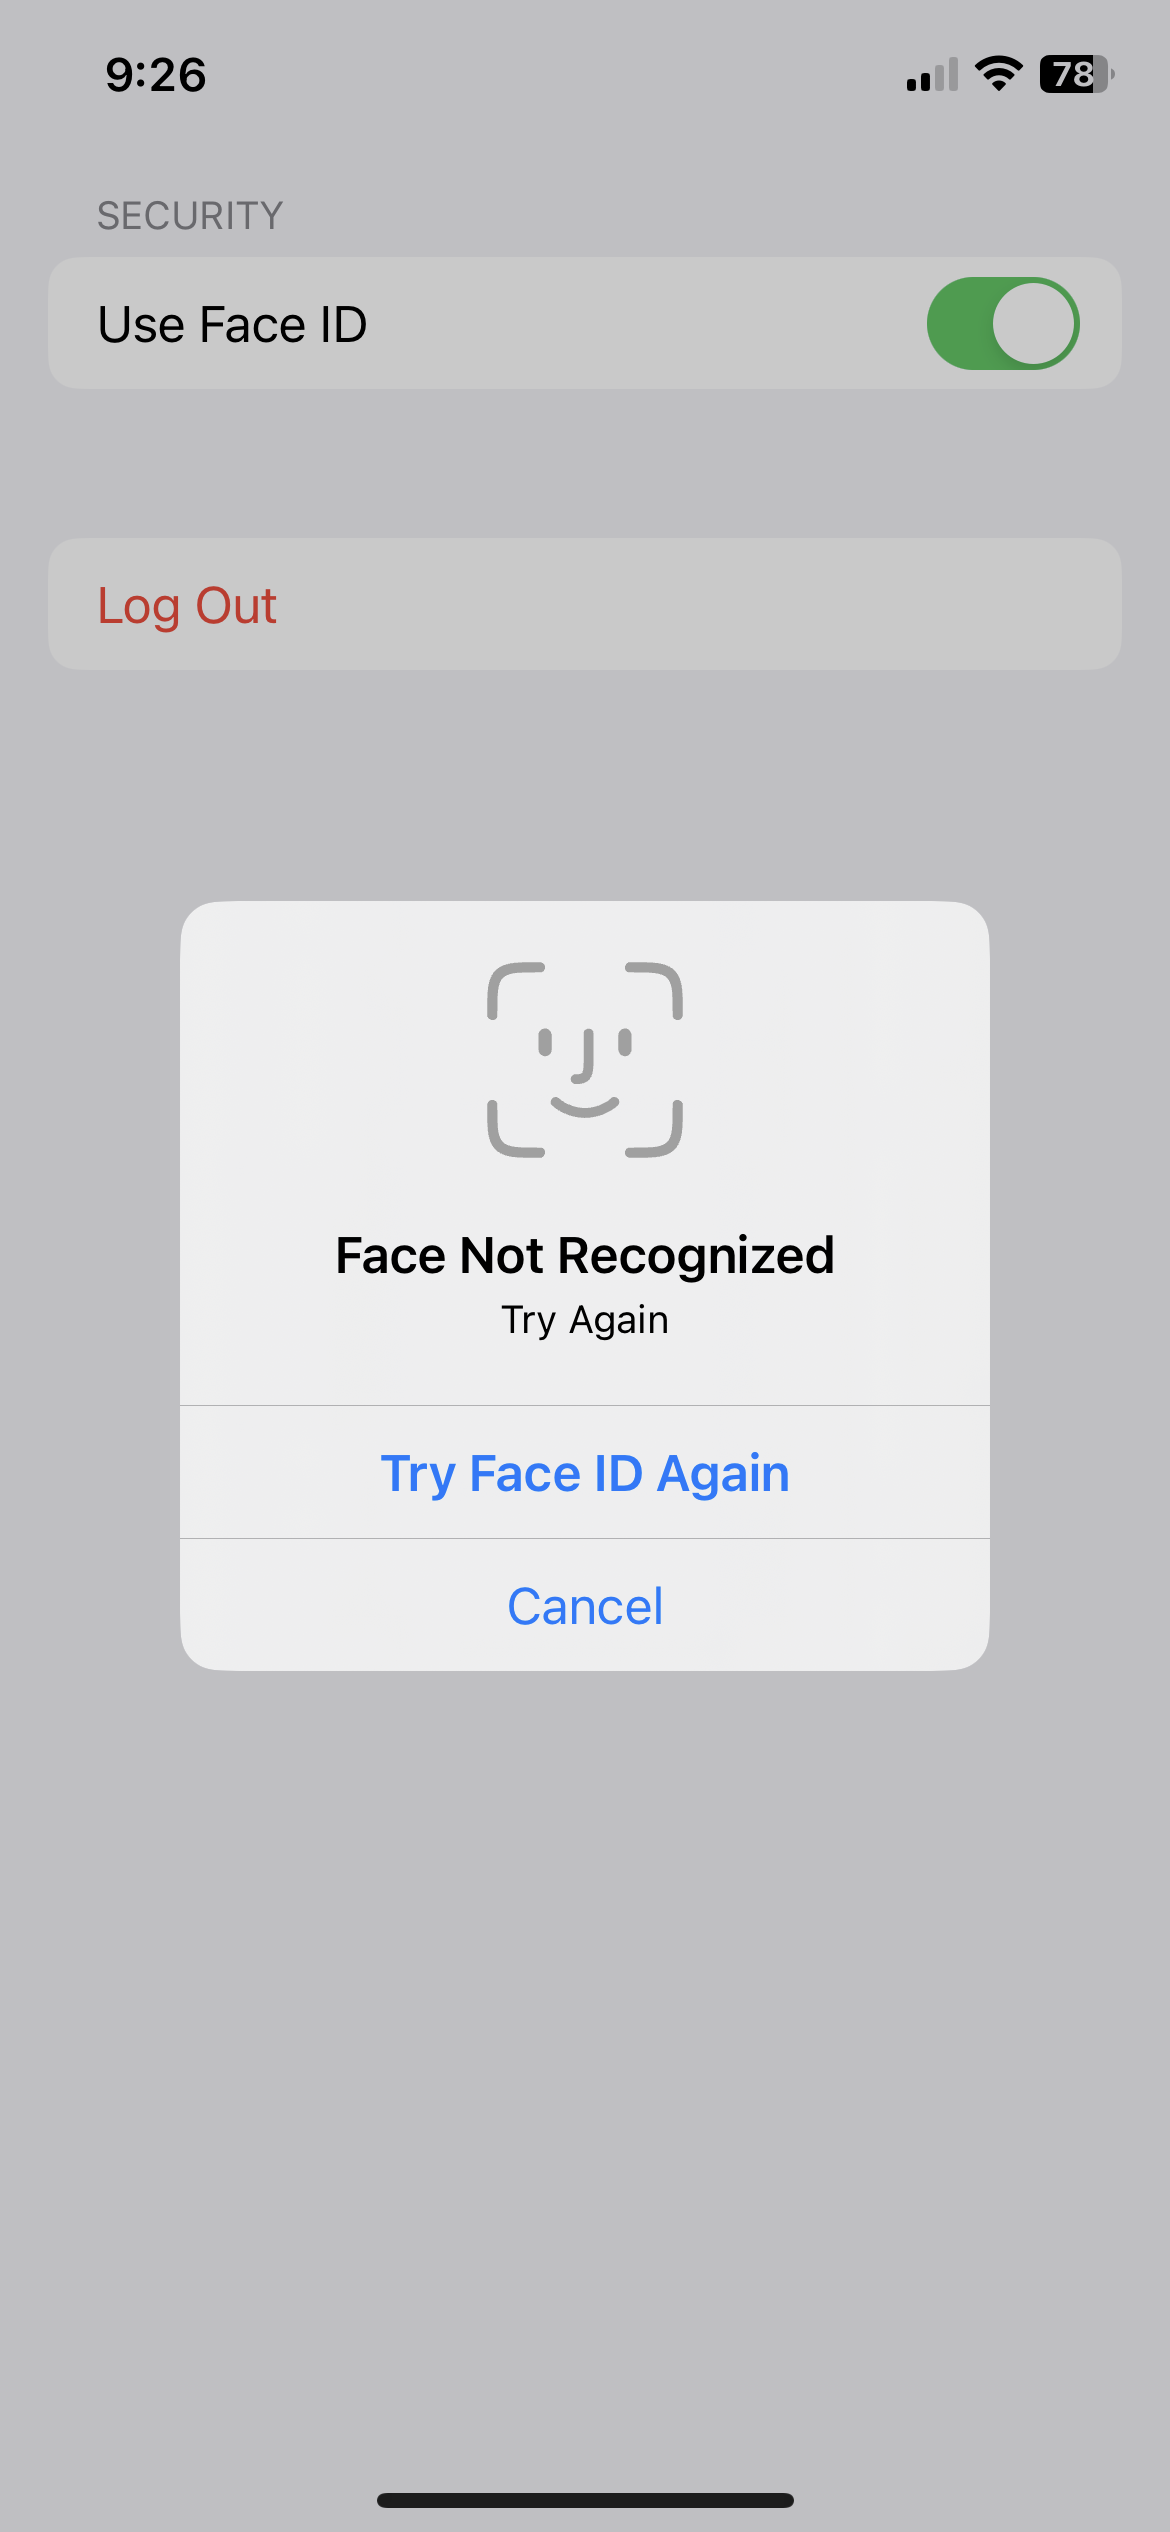 9:26
78
SECURITY
Use Face ID
Log Out
Face Not Recognized
Try Again
Try Face ID Again
Cancel